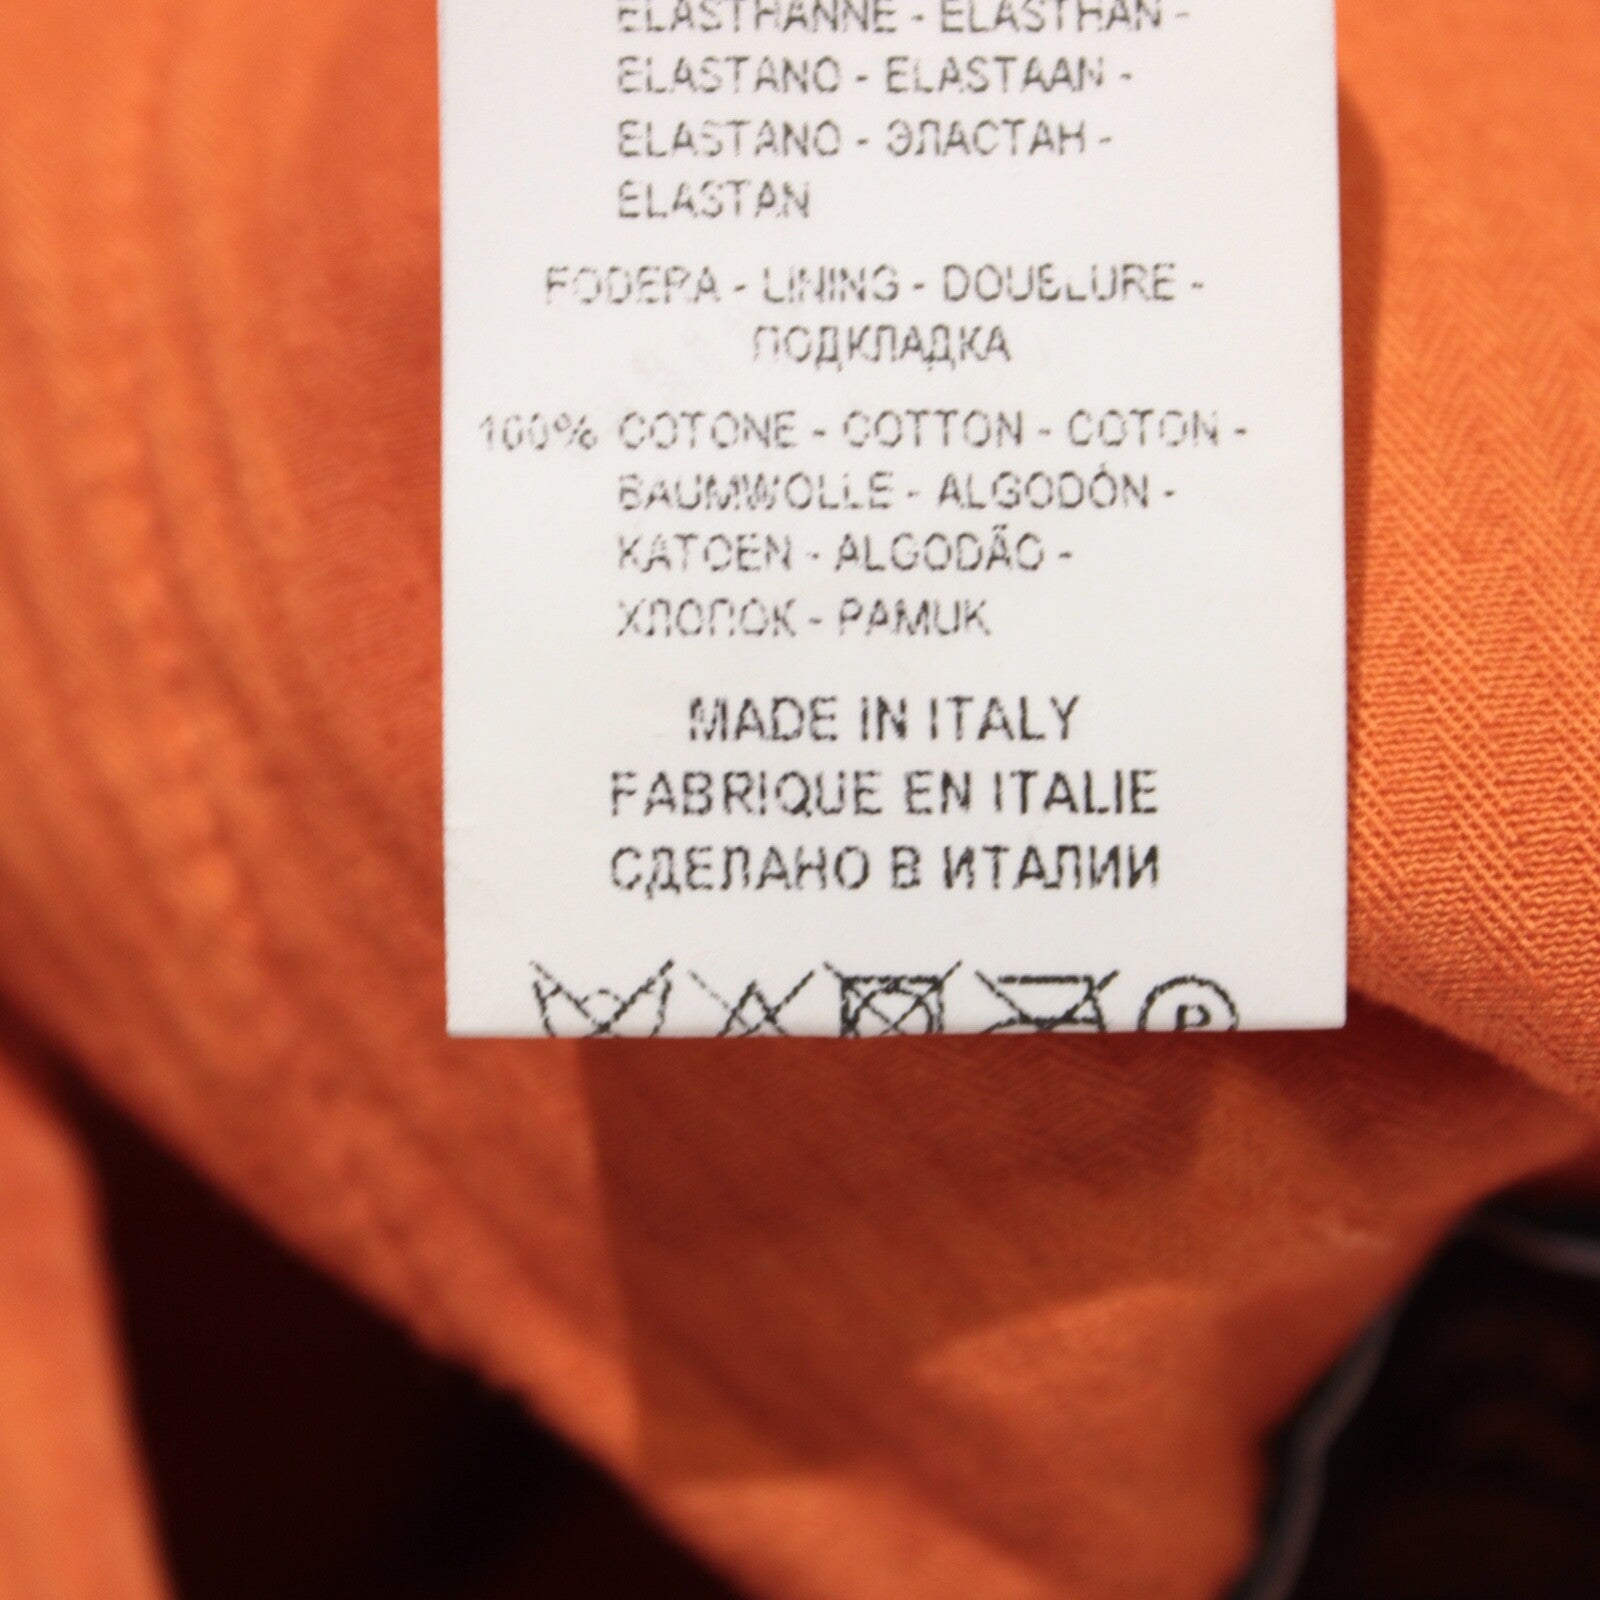 ELASTHANNE - ELASTHAN -
ELASTANO - ELASTAAN -
ELASTANO - ЭЛАСТАН -
ELASTAN
FODERA - LINING - DOUBLURE -
ПОДКЛАДКА
100% COTONE - COTTON - COTON -
BAUMWOLLE - ALGODÓN -
KATOEN - ALGODÃO -
ХЛОПОК - PAMUK
MADE IN ITALY
FABRIQUE EN ITALIE
СДЕЛАНО В ИТАЛИИ
P